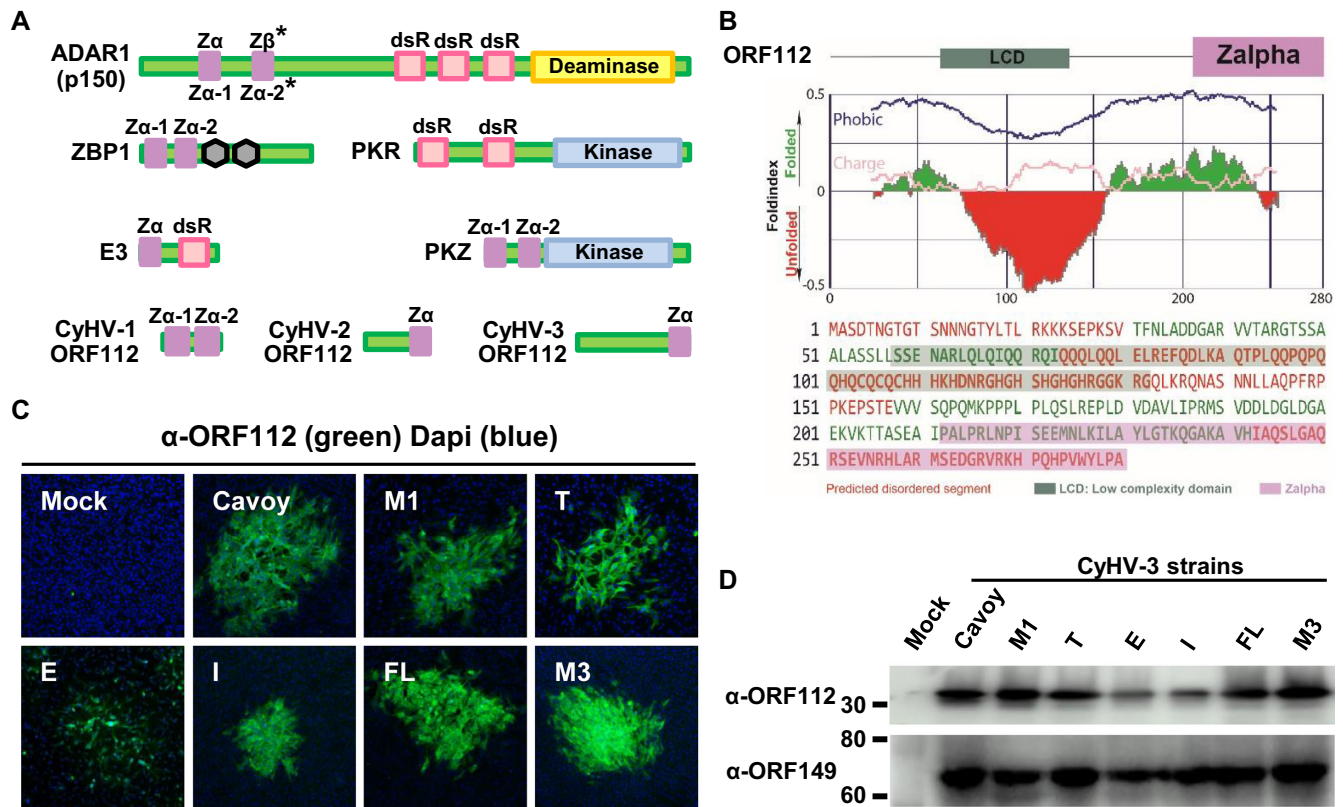 A
ADAR1
(p150)
Zα
Zβ*
dsR dsR dsR
Deaminase
Zα-1
Zα-2*
ZBP1
Zα-1 Zα-2
PKR
dsR
dsR
Kinase
E3
Zα
dsR
PKZ
Zα-1 Zα-2
Kinase
CyHV-1
ORF112
Zα-1 Zα-2
CyHV-2
ORF112
Zα
CyHV-3
ORF112
Zα
B
ORF112
LCD
Zalpha
0.5
Phobic
Charge
0
-0.5
Foldindex
Folded
Unfolded
0
100
200
280
1 MASDTNGTGT SNNNGTYLTL RKKKSEPKSV TFNLADDGAR VVTARGTSSA
51 ALASSLLSSE NARLQLQIQQ RQIQQQLQQL ELREFQDLKA QTPLQQPQPQ
101 QHQCQCQCHH HKHDNRGHGH SHGHGHRGGK RGQLKRQNAS NNLLAQPFRP
151 PKEPSTEVVV SQPQMKPPPL PLQSLREPLD VDAVLIPRMS VDDLDGLDGA
201 EKVKTTASEA IPALPRLNPI SEEMNLKILA YLGTKQGAKA VHIAQSLGAQ
251 RSEVNRHLAR MSEDGRVRKH PQHPVWYLPA
Predicted disordered segment
LCD: Low complexity domain
Zalpha
C
α-ORF112 (green) Dapi (blue)
Mock
Cavoy
M1
T
E
I
FL
M3
D
CyHV-3 strains
Mock
Cavoy
M1
T
E
I
FL
M3
α-ORF112
30
80
α-ORF149
60